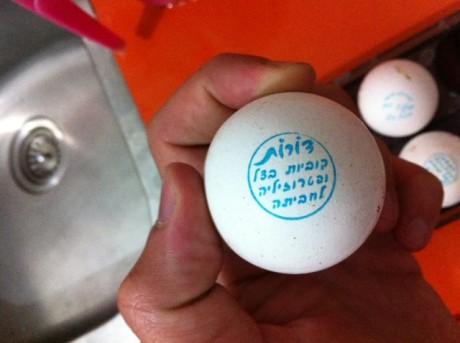 דורות
קוביות בצל
ופטרוזיליה
לחביתה